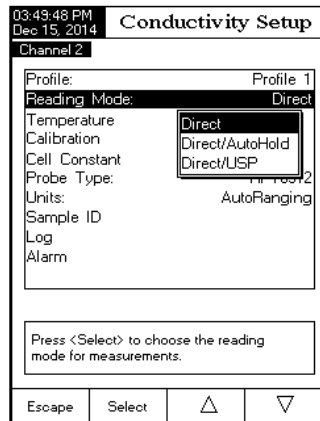 03:49:48 PM
Dec 15, 2014
Conductivity Setup
Channel 2
Profile: Profile 1
Reading Mode: Direct
Temperature
Direct
Calibration
Direct/AutoHold
Cell Constant
Direct/USP
Probe Type:
Units: AutoRanging
Sample ID
Log
Alarm
Press <Select> to choose the reading
mode for measurements.
Escape Select